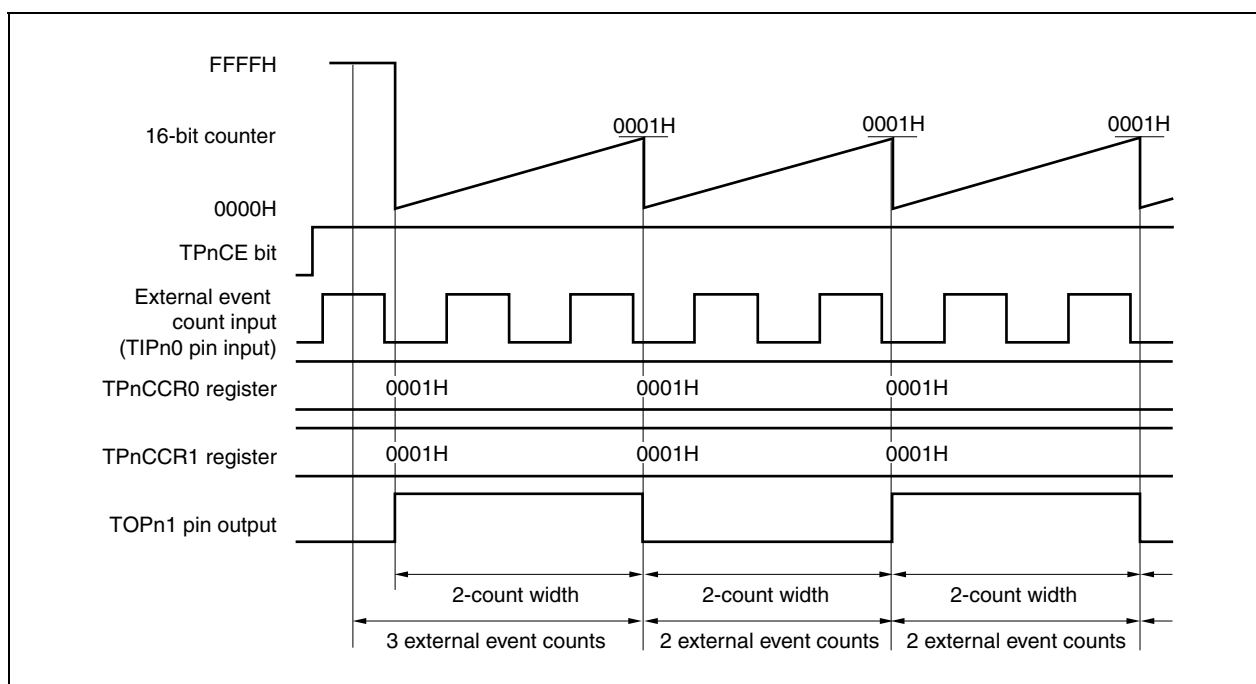 FFFFH
16-bit counter
0001H 0001H 0001H
0000H
TPnCE bit
External event
count input
(TIPn0 pin input)
TPnCCR0 register 0001H 0001H 0001H
TPnCCR1 register 0001H 0001H 0001H
TOPn1 pin output
2-count width 2-count width 2-count width
3 external event counts 2 external event counts 2 external event counts